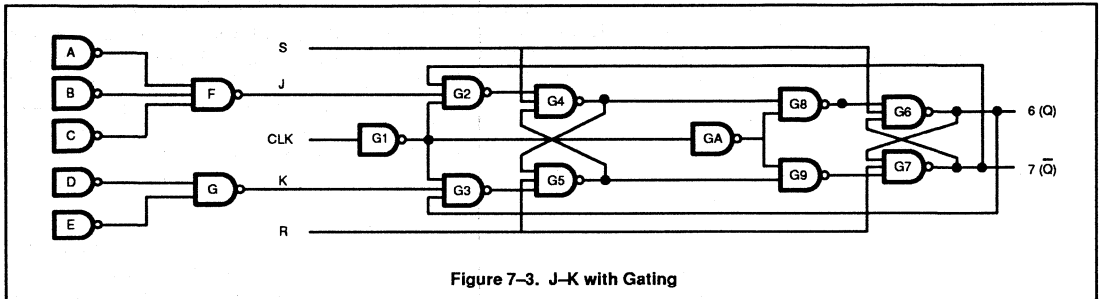 A
B
C
D
E
F
G
S
J
CLK
K
R
G1
G2
G3
G4
G5
GA
G8
G9
G6
G7
6 (Q)
7 (Q̅)
Figure 7–3. J–K with Gating